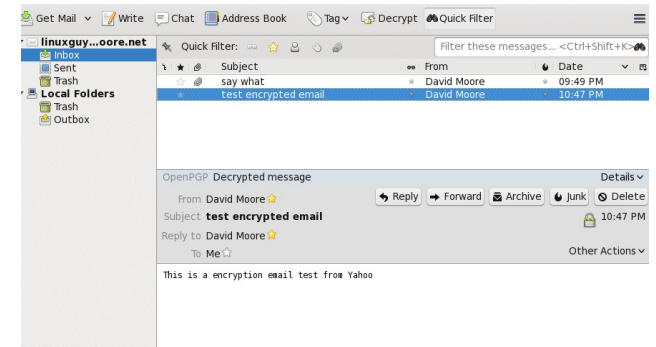 Get Mail Write Chat Address Book Tag Decrypt Quick Filter
linuxguy...oore.net
Inbox
Sent
Trash
Local Folders
Trash
Outbox
Quick Filter: Filter these messages... <Ctrl+Shift+K>
Subject From Date
say what David Moore 09:49 PM
test encrypted email David Moore 10:47 PM
OpenPGP Decrypted message Details
From David Moore Reply Forward Archive Junk Delete
Subject test encrypted email 10:47 PM
Reply to David Moore
To Me Other Actions
This is a encryption email test from Yahoo